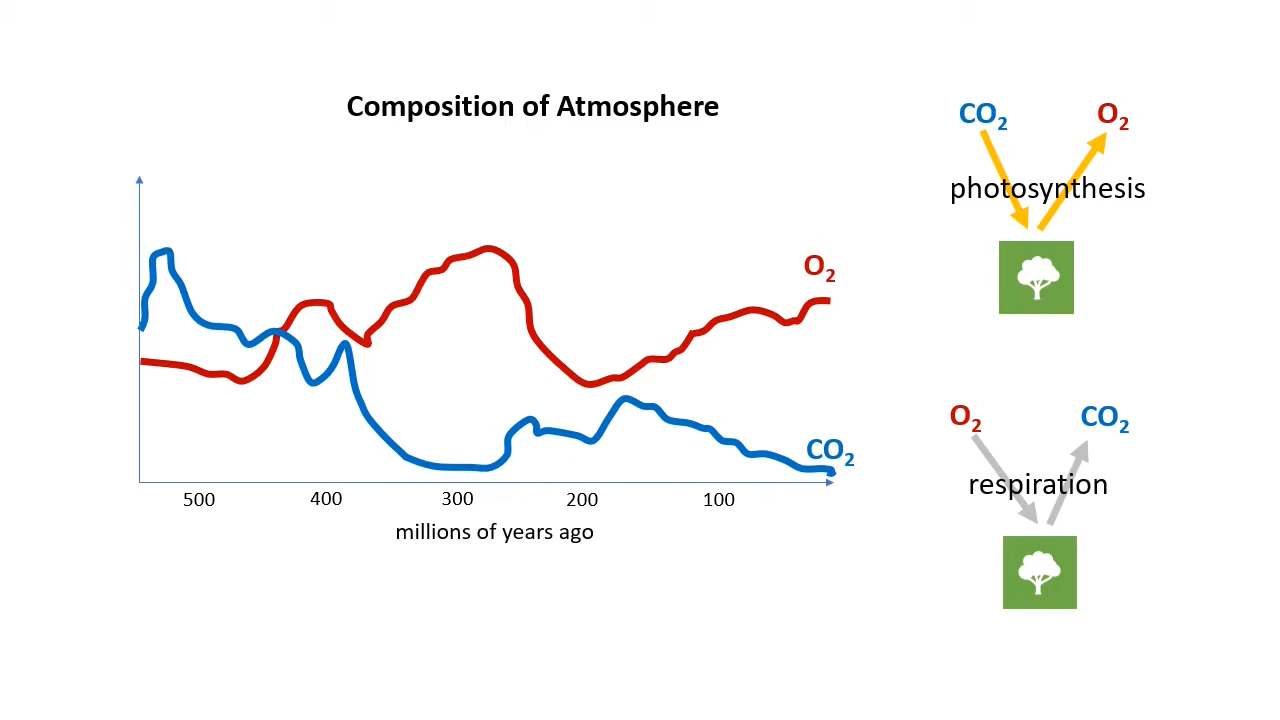 Composition of Atmosphere
O₂
CO₂
500 400 300 200 100
millions of years ago
CO₂ O₂
photosynthesis
O₂ CO₂
respiration